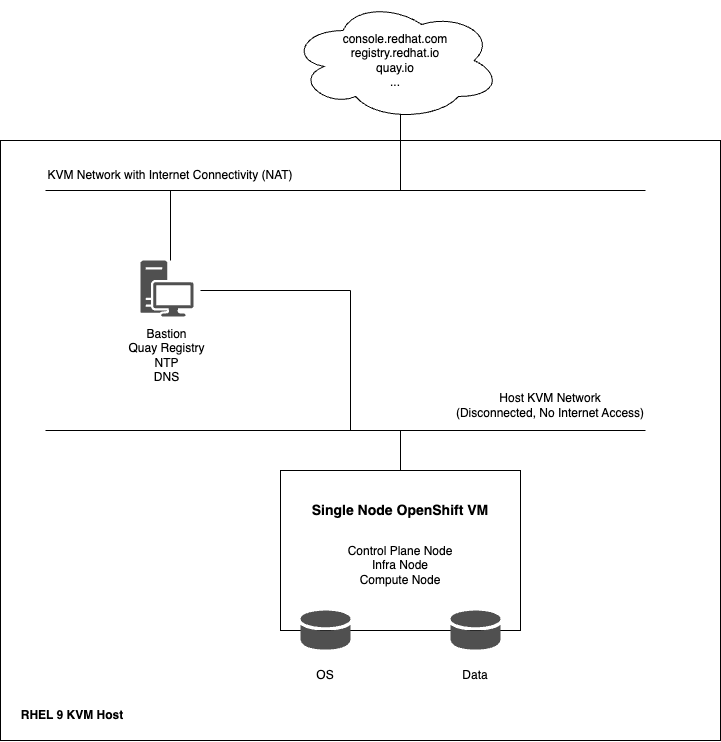 console.redhat.com
registry.redhat.io
quay.io
...
KVM Network with Internet Connectivity (NAT)
Bastion
Quay Registry
NTP
DNS
Host KVM Network
(Disconnected, No Internet Access)
Single Node OpenShift VM
Control Plane Node
Infra Node
Compute Node
OS
Data
RHEL 9 KVM Host